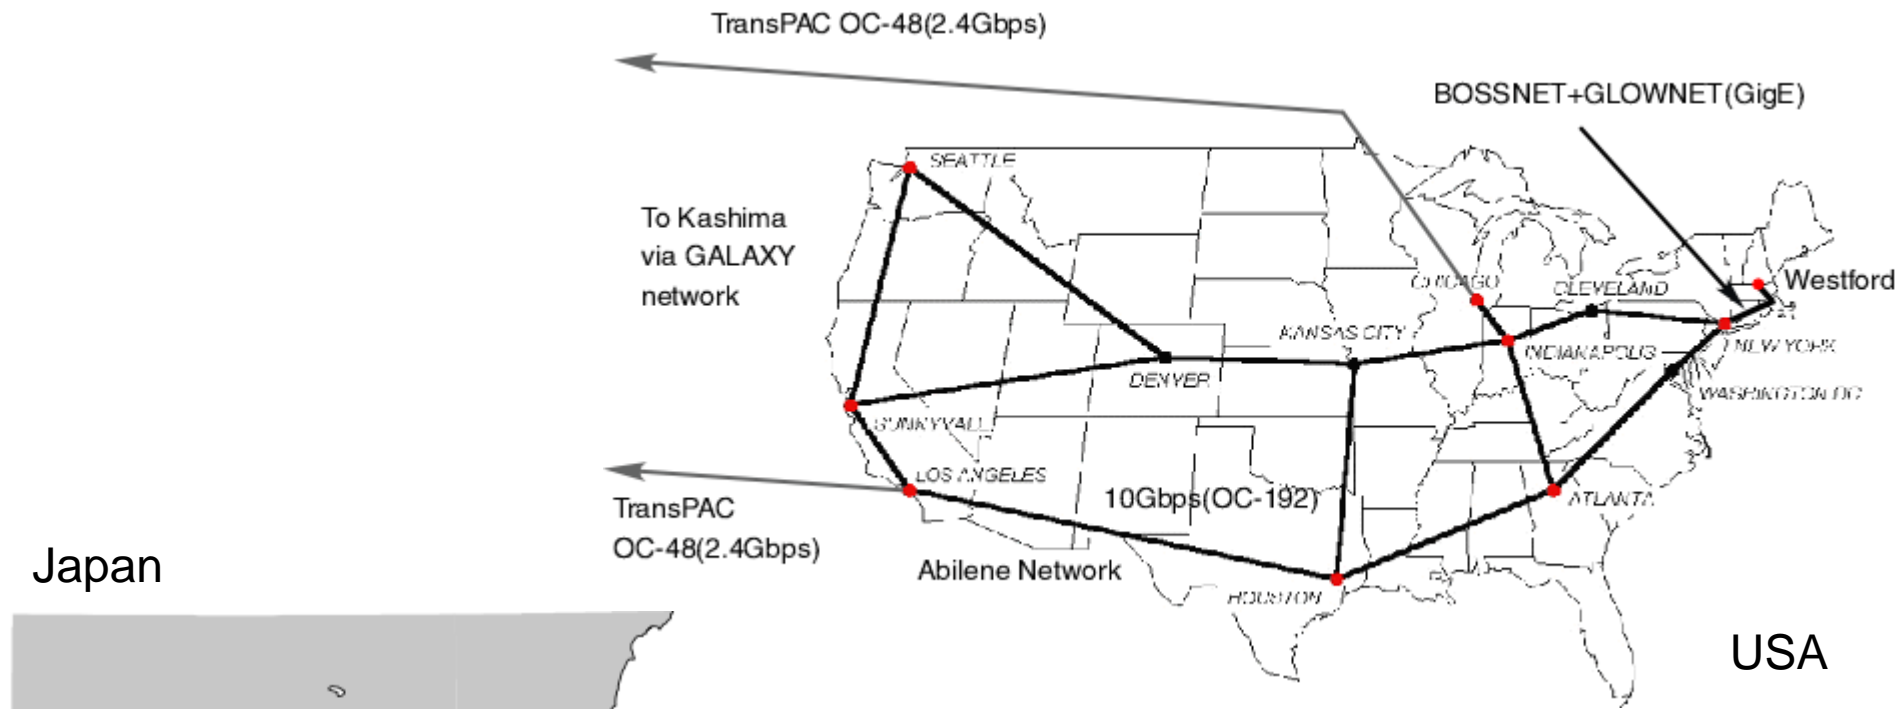 TransPAC OC-48(2.4Gbps)
BOSSNET+GLOWNET(GigE)
SEATTLE
To Kashima
via GALAXY
network
CHICAGO
CLEVELAND
Westford
KANSAS CITY
INDIANAPOLIS
NEW YORK
DENVER
WASHINGTON DC
SUNNYVALE
LOS ANGELES
10Gbps(OC-192)
ATLANTA
TransPAC
OC-48(2.4Gbps)
Abilene Network
HOUSTON
Japan
USA